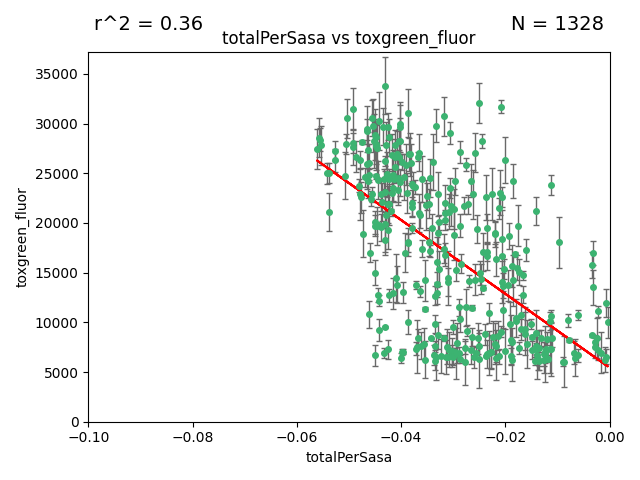 r^2 = 0.36
N = 1328
totalPerSasa vs toxgreen_fluor
35000
30000
25000
20000
15000
10000
5000
0
toxgreen_fluor
−0.10
−0.08
−0.06
−0.04
−0.02
0.00
totalPerSasa